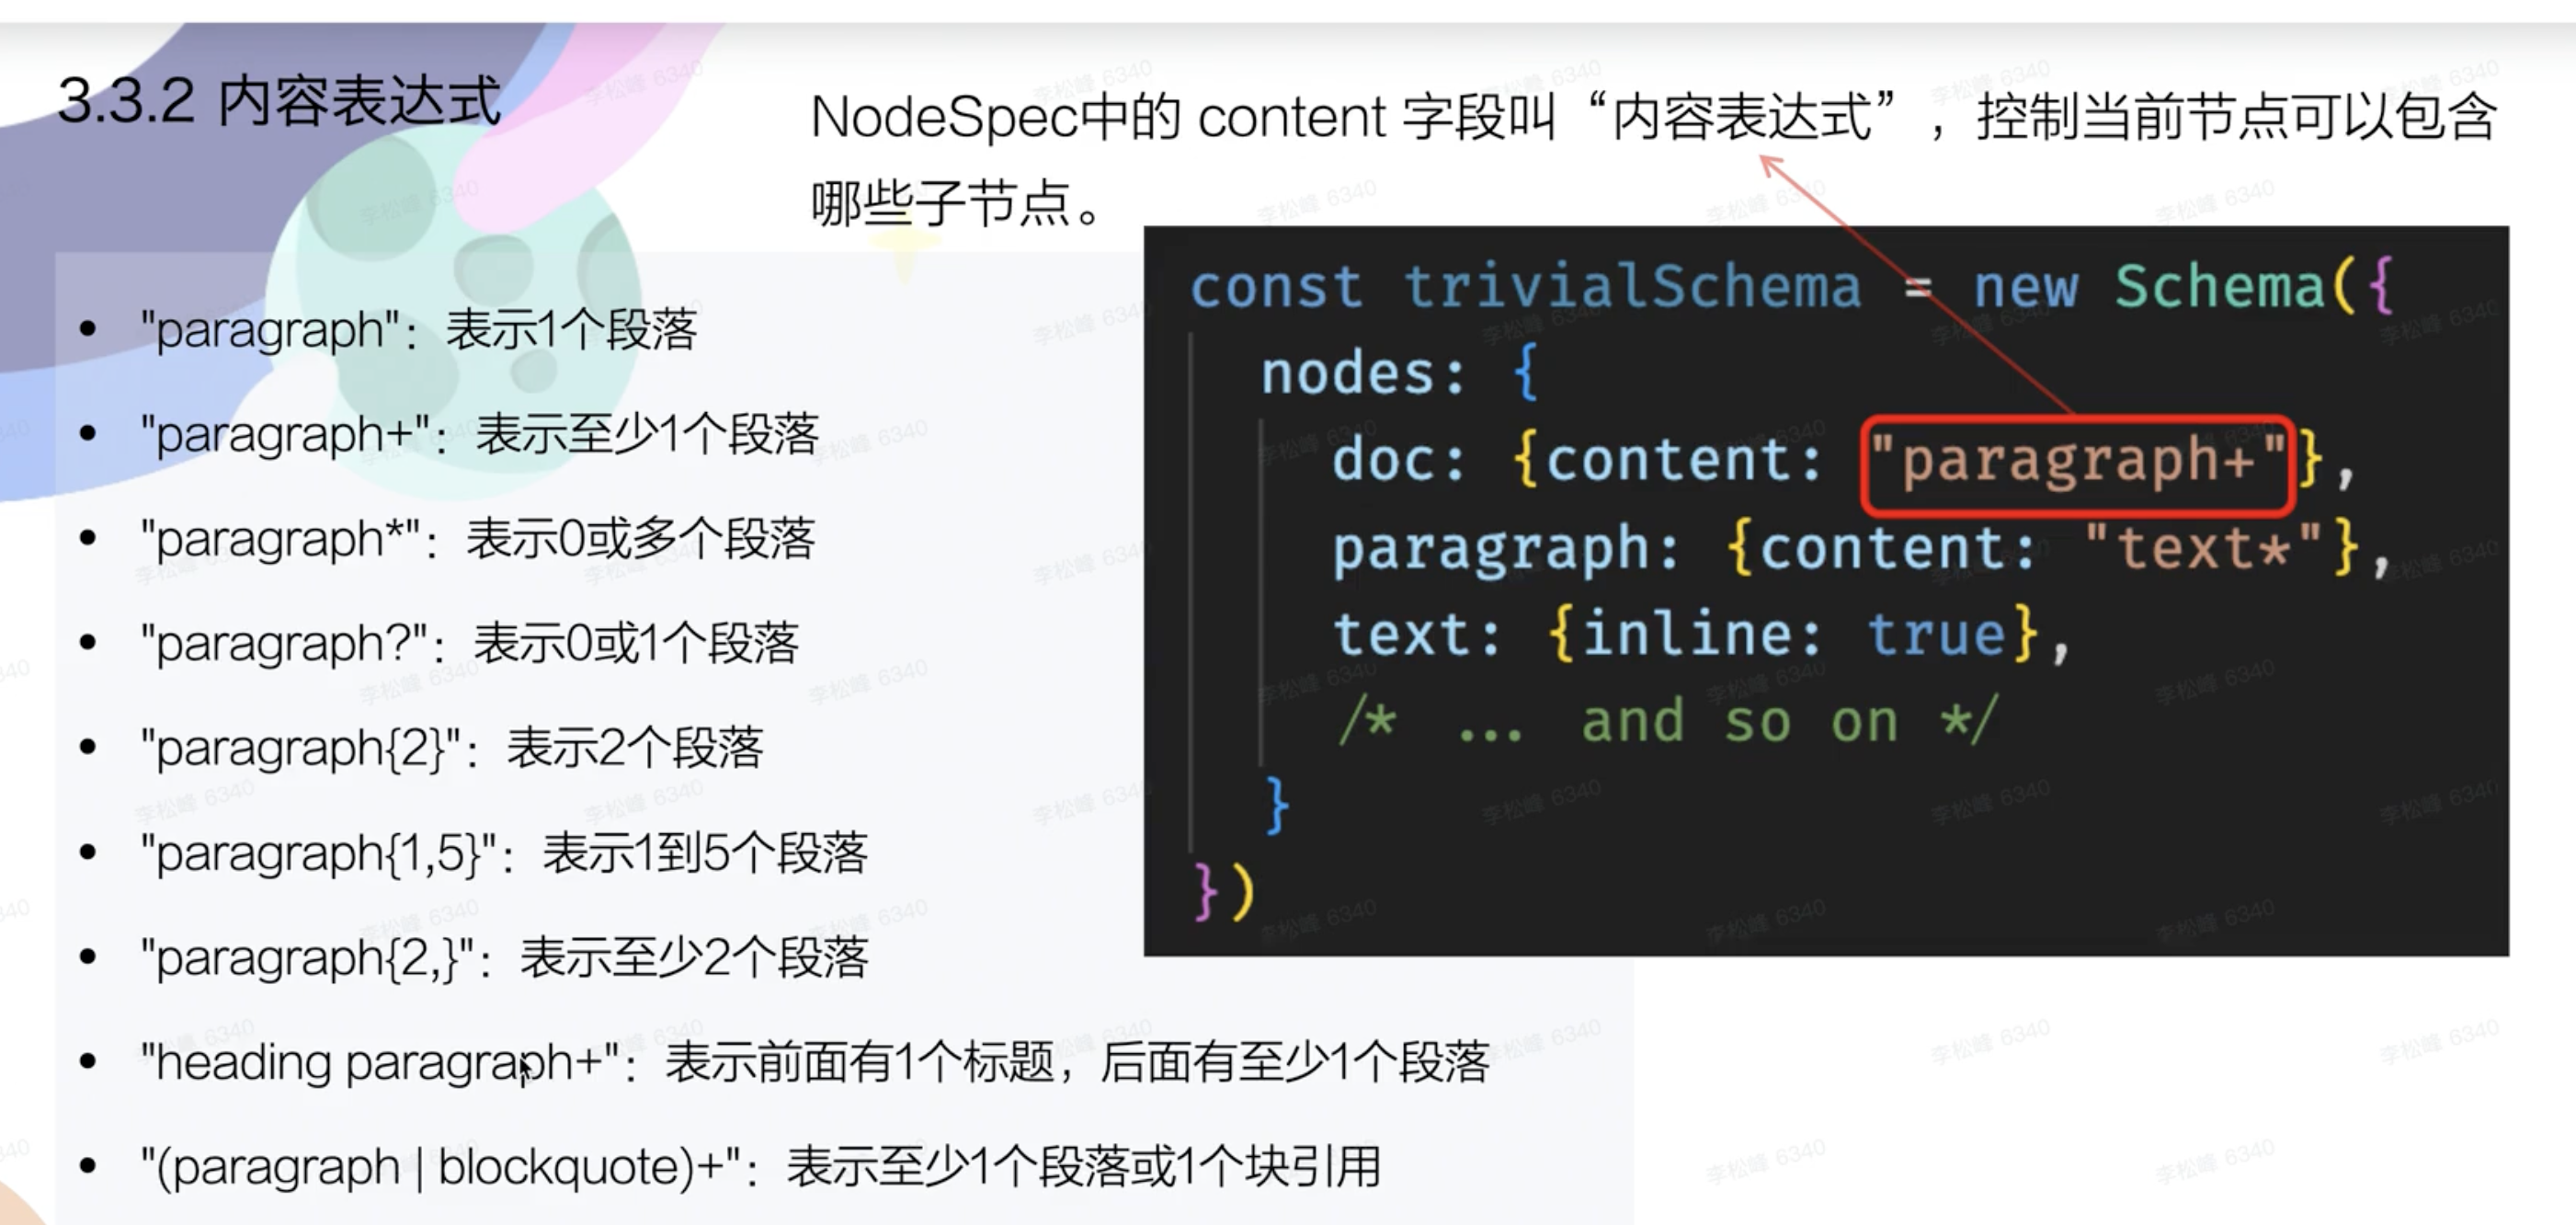 3.3.2 内容表达式
NodeSpec中的 content 字段叫“内容表达式”，控制当前节点可以包含
哪些子节点。
"paragraph"：表示1个段落
"paragraph+"：表示至少1个段落
"paragraph*"：表示0或多个段落
"paragraph?"：表示0或1个段落
"paragraph{2}"：表示2个段落
"paragraph{1,5}"：表示1到5个段落
"paragraph{2,}"：表示至少2个段落
"heading paragraph+"：表示前面有1个标题，后面有至少1个段落
"(paragraph | blockquote)+"：表示至少1个段落或1个块引用
const trivialSchema = new Schema({
nodes: {
doc: {content: "paragraph+"},
paragraph: {content: "text*"},
text: {inline: true},
/* ... and so on */
}
})
李松峰 6340